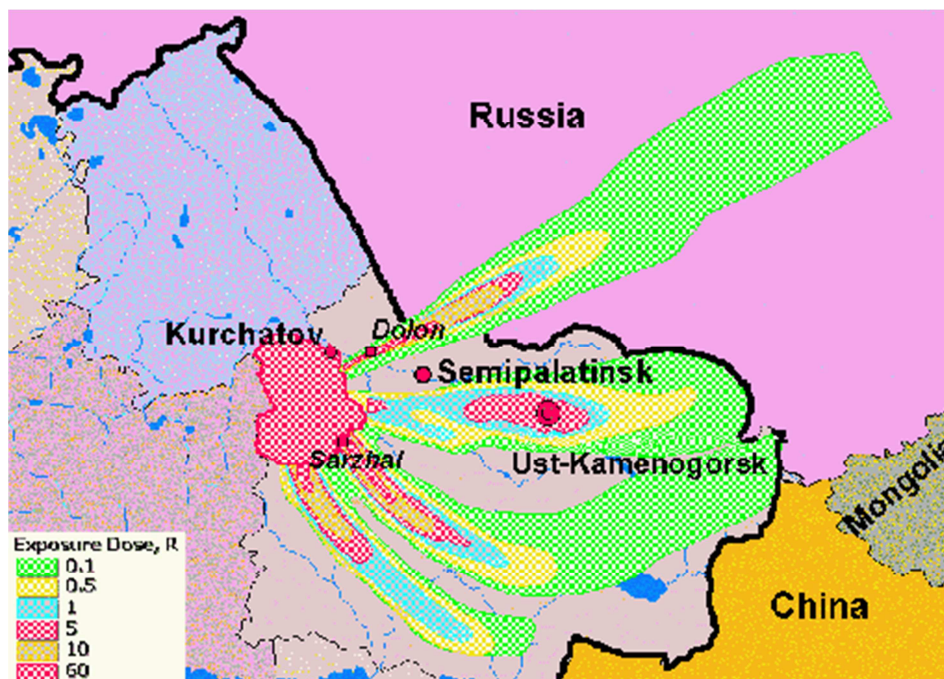 Russia
Kurchatov
Dolon
Semipalatinsk
Sarzhal
Ust-Kamenogorsk
Mongolia
China
Exposure Dose, R
0.1
0.5
1
5
10
60